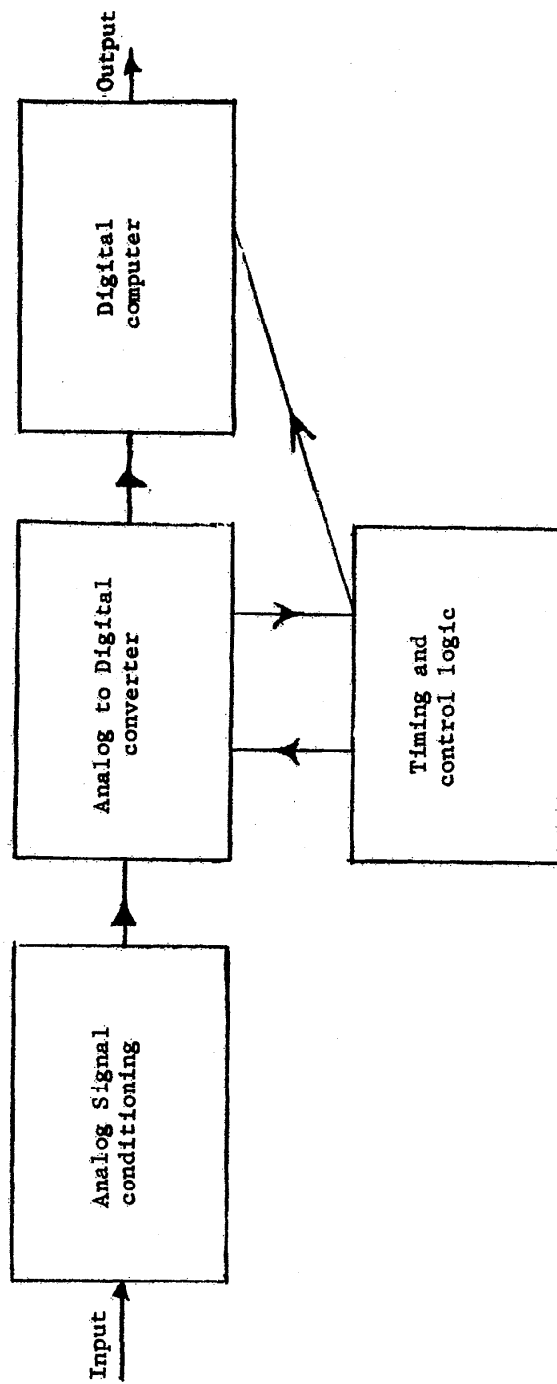 Input
Analog Signal
conditioning
Analog to Digital
converter
Digital
computer
Output
Timing and
control logic